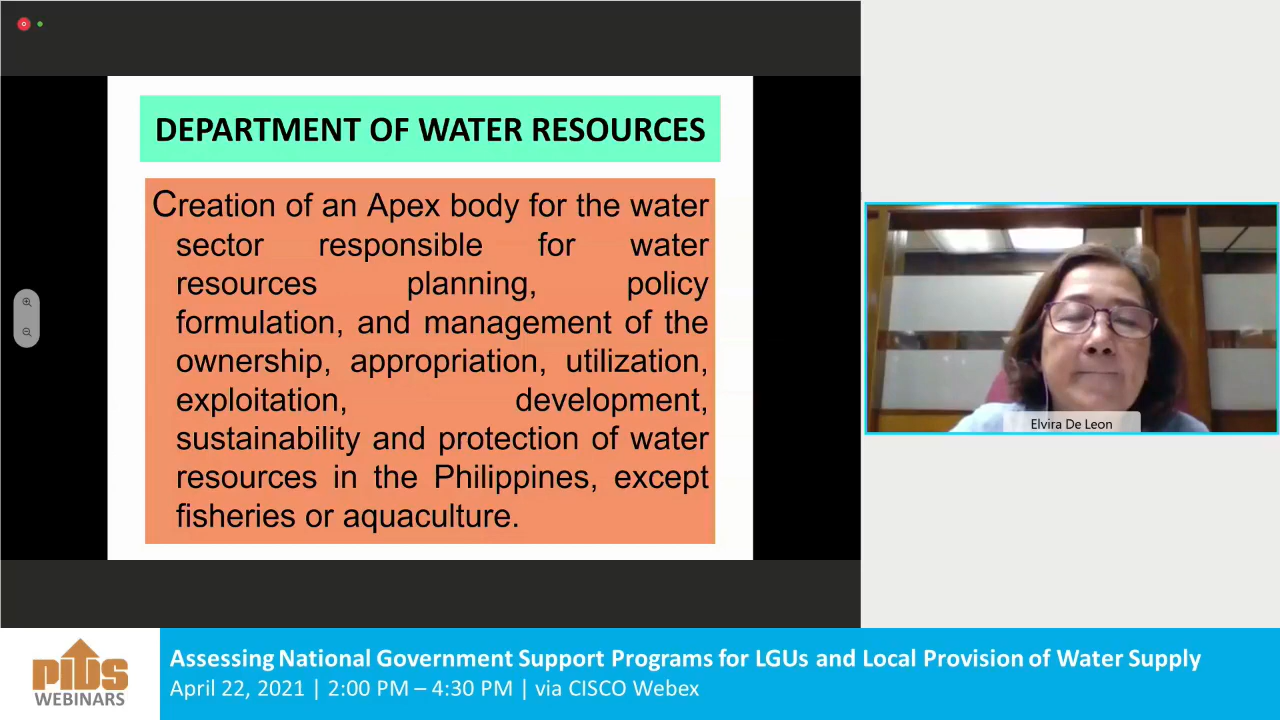 DEPARTMENT OF WATER RESOURCES
Creation of an Apex body for the water
sector responsible for water
resources planning, policy
formulation, and management of the
ownership, appropriation, utilization,
exploitation, development,
sustainability and protection of water
resources in the Philippines, except
fisheries or aquaculture.
Elvira De Leon
PIDS
WEBINARS
Assessing National Government Support Programs for LGUs and Local Provision of Water Supply
April 22, 2021 | 2:00 PM – 4:30 PM | via CISCO Webex